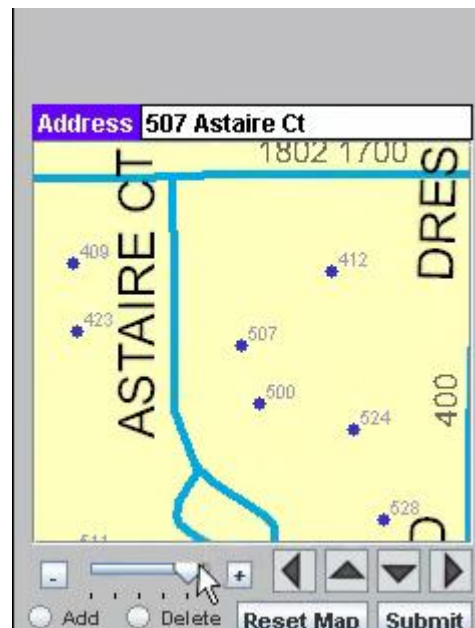 Address 507 Astaire Ct
1802 1700
ASTAIRE CT
DRES
409
412
423
507
500
400
524
528
511
- +
Add Delete Reset Map Submit